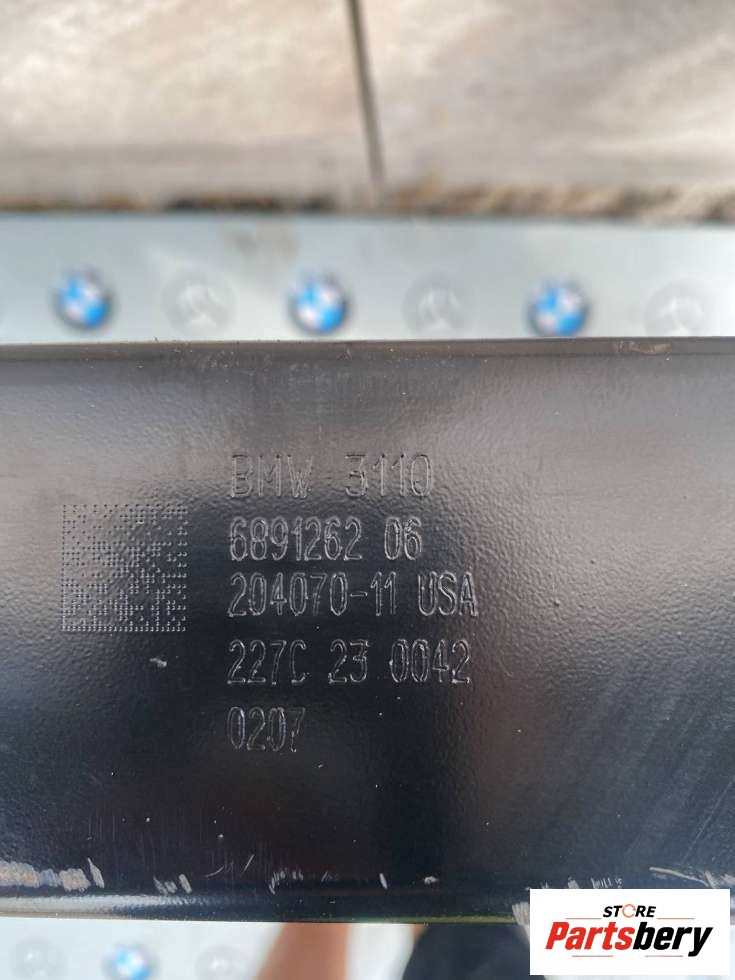 BMW 3110
6891262 06
204070-11 USA
227C 23 0042
0207
STORE
Partsbery